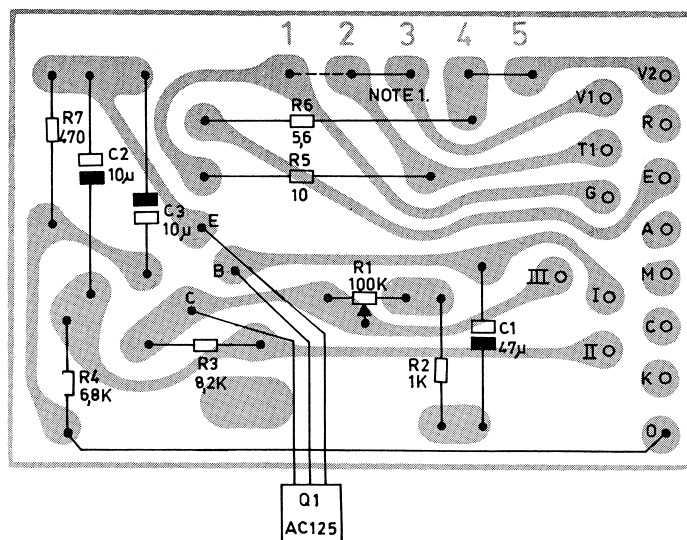 1 2 3 4 5
V2
NOTE 1.
V1
R7
470
R6
5,6
R
C2
10μ
T1
R5
10
E
G
C3
10μ
E
A
B
R1
100K
III
M
I
C
C1
47μ
C
R3
8,2K
II
R2
1K
R4
6,8K
K
O
Q1
AC125